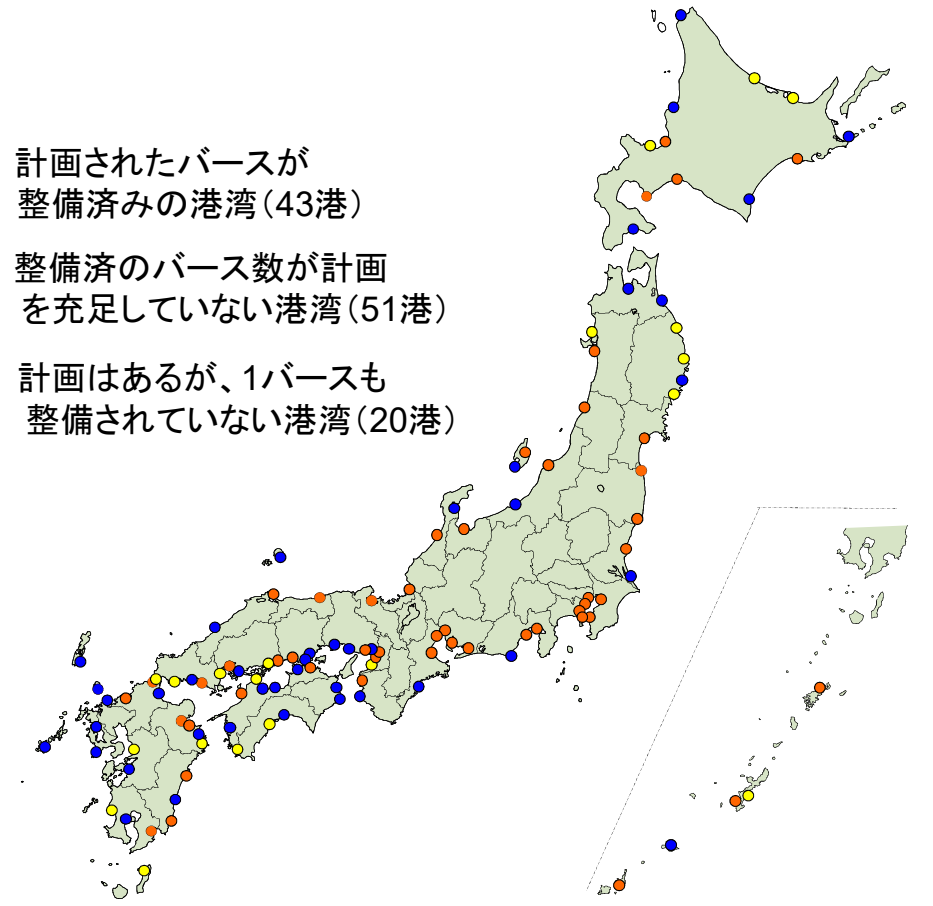 計画されたバースが
整備済みの港湾（43港）
整備済のバース数が計画
を充足していない港湾（51港）
計画はあるが、1バースも
整備されていない港湾（20港）